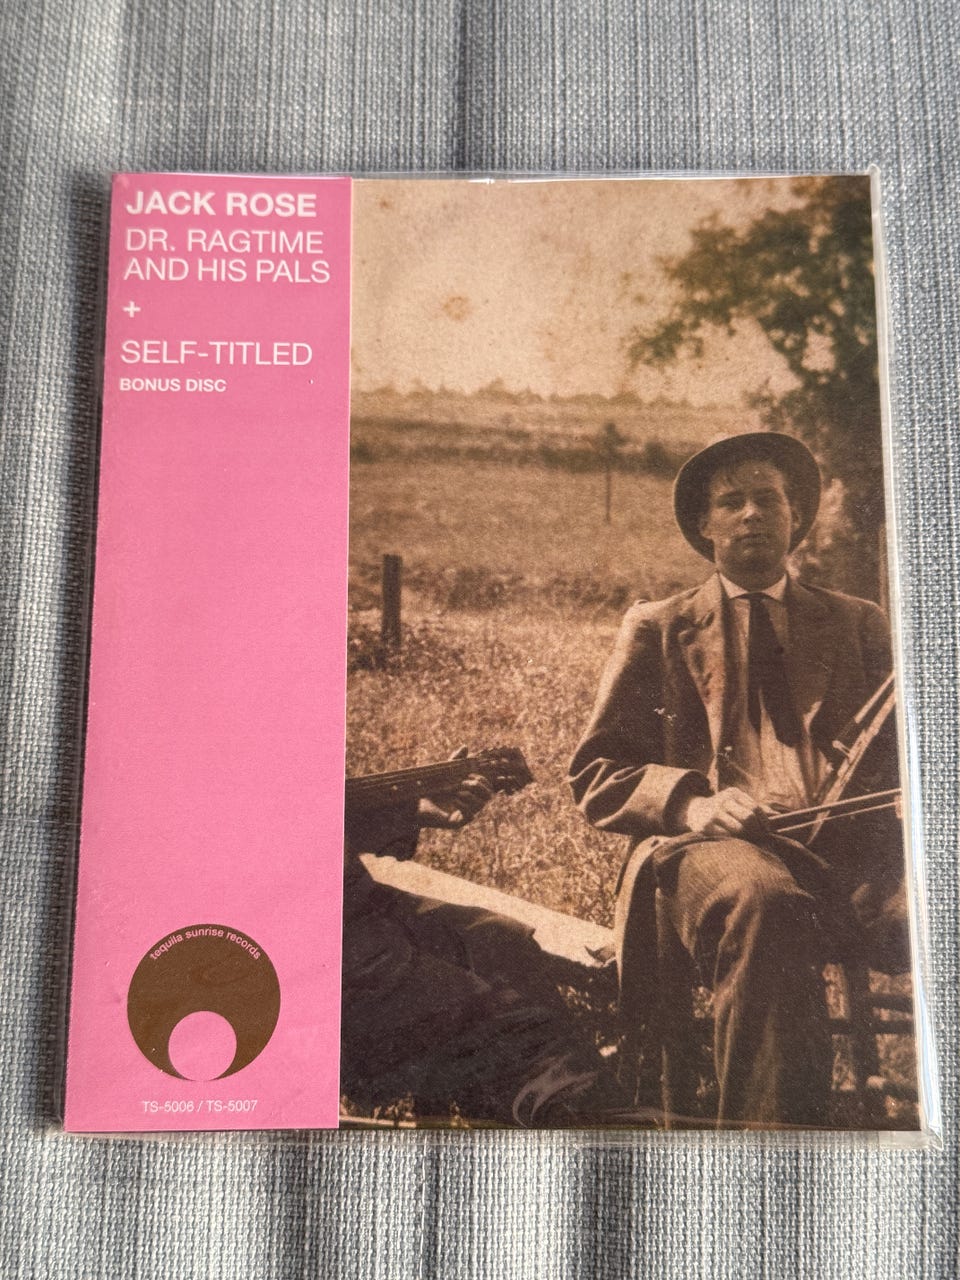 JACK ROSE
DR. RAGTIME
AND HIS PALS
+
SELF-TITLED
BONUS DISC
tequila sunrise records
TS-5006 / TS-5007